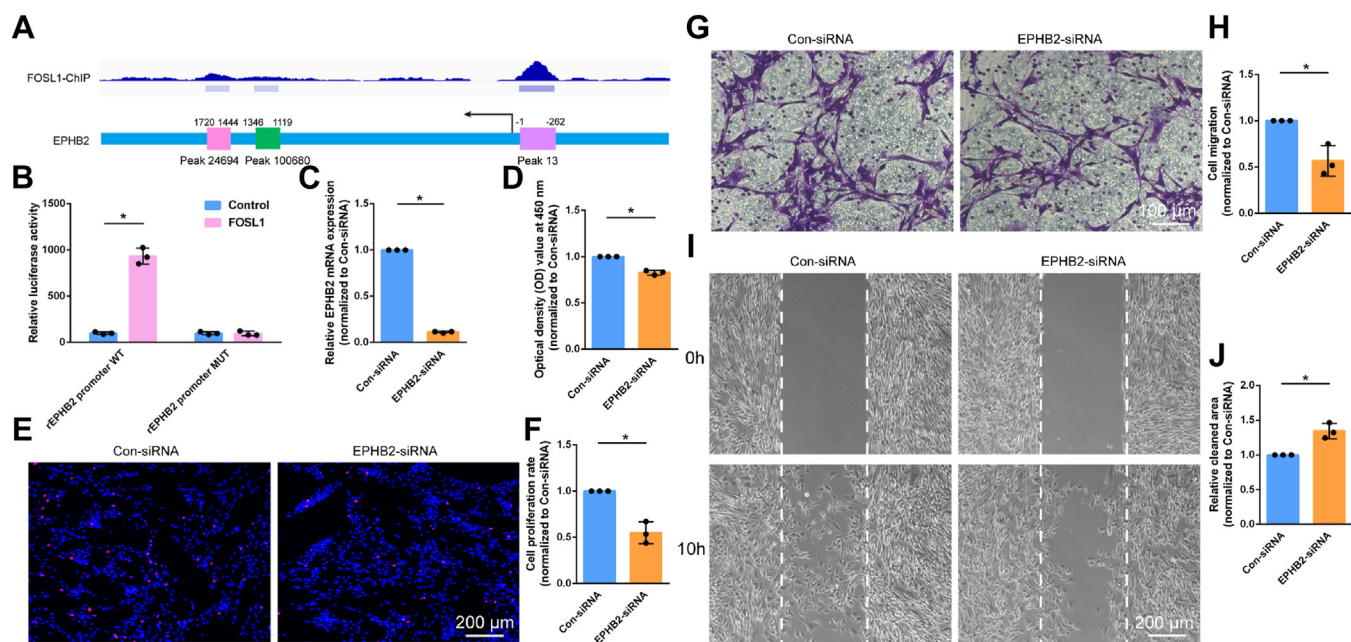 A
FOSL1-ChIP
1720 1444 1346 1119 -1 -262
EPHB2
Peak 24694 Peak 100680 Peak 13
B
Relative luciferase activity
1500
1000
500
0
*
Control
FOSL1
rEPHB2 promoter WT
rEPHB2 promoter MUT
C
Relative EPHB2 mRNA expression
(normalized to Con-siRNA)
1.5
1.0
0.5
0.0
*
Con-siRNA
EPHB2-siRNA
D
Optical density (OD) value at 450 nm
(normalized to Con-siRNA)
1.5
1.0
0.5
0.0
*
Con-siRNA
EPHB2-siRNA
E
Con-siRNA EPHB2-siRNA
200 μm
F
Cell proliferation rate
(normalized to Con-siRNA)
1.5
1.0
0.5
0.0
*
Con-siRNA
EPHB2-siRNA
G
Con-siRNA EPHB2-siRNA
100 μm
H
Cell migration
(normalized to Con-siRNA)
1.5
1.0
0.5
0.0
*
Con-siRNA
EPHB2-siRNA
I
Con-siRNA EPHB2-siRNA
0h
10h
200 μm
J
Relative cleaned area
(normalized to Con-siRNA)
2.0
1.5
1.0
1.5
0.0
*
Con-siRNA
EPHB2-siRNA